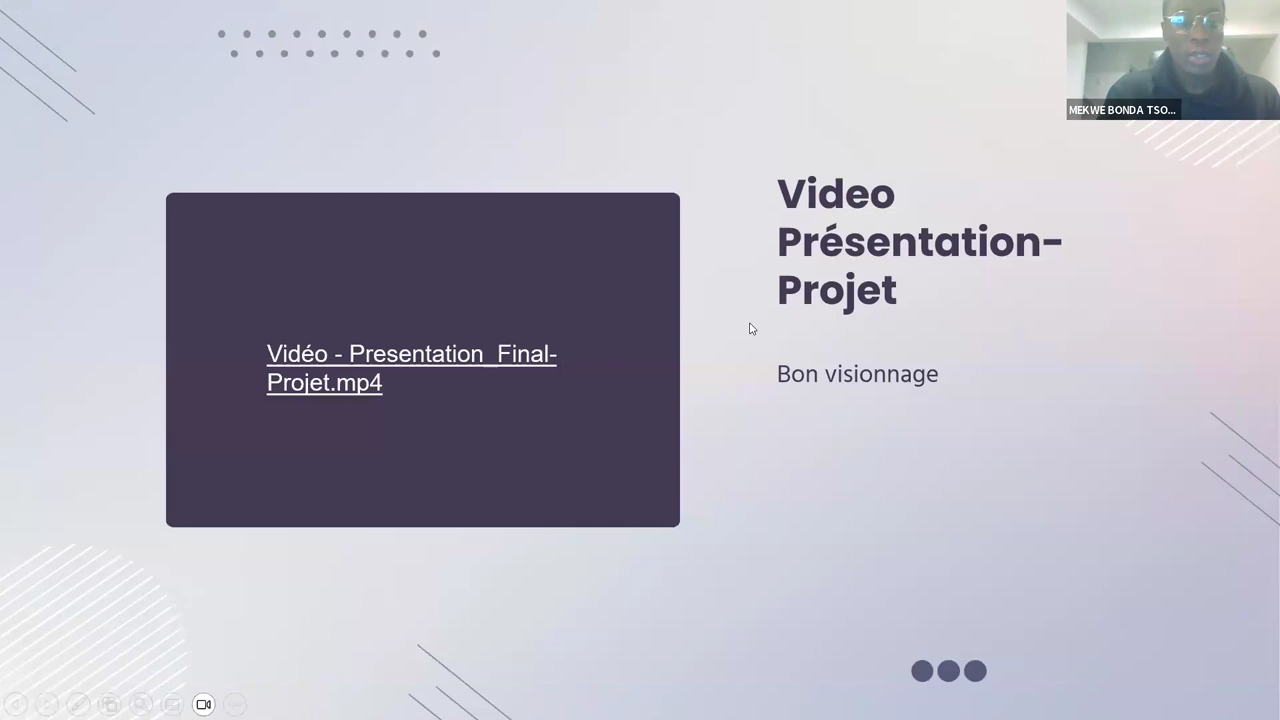 MEKWE BONDA TSO...
Video
Présentation-
Projet
Vidéo - Presentation_Final-
Projet.mp4
Bon visionnage